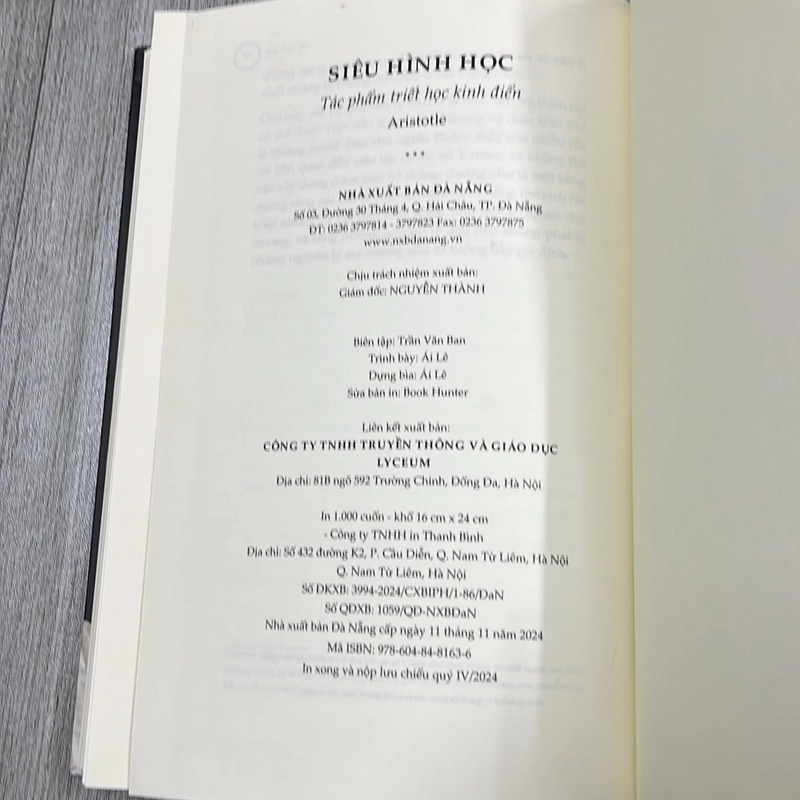 SIÊU HÌNH HỌC
Tác phẩm triết học kinh điển
Aristotle
***
NHÀ XUẤT BẢN ĐÀ NẴNG
Số 03, Đường 30 Tháng 4, Q. Hải Châu, TP. Đà Nẵng
ĐT: 0236 3797814 - 3797823 Fax: 0236 3797875
www.nxbdanang.vn
Chịu trách nhiệm xuất bản:
Giám đốc: NGUYỄN THÀNH
Biên tập: Trần Văn Ban
Trình bày: Ái Lê
Dựng bìa: Ái Lê
Sửa bản in: Book Hunter
Liên kết xuất bản:
CÔNG TY TNHH TRUYỀN THÔNG VÀ GIÁO DỤC
LYCEUM
Địa chỉ: 81B ngõ 592 Trường Chinh, Đống Đa, Hà Nội
In 1.000 cuốn - khổ 16 cm x 24 cm
- Công ty TNHH in Thanh Bình
Địa chỉ: Số 432 đường K2, P. Cầu Diễn, Q. Nam Từ Liêm, Hà Nội
Q. Nam Từ Liêm, Hà Nội
Số ĐKXB: 3994-2024/CXBIPH/1-86/DaN
Số QĐXB: 1059/QĐ-NXBĐaN
Nhà xuất bản Đà Nẵng cấp ngày 11 tháng 11 năm 2024
Mã ISBN: 978-604-84-8163-6
In xong và nộp lưu chiểu quý IV/2024